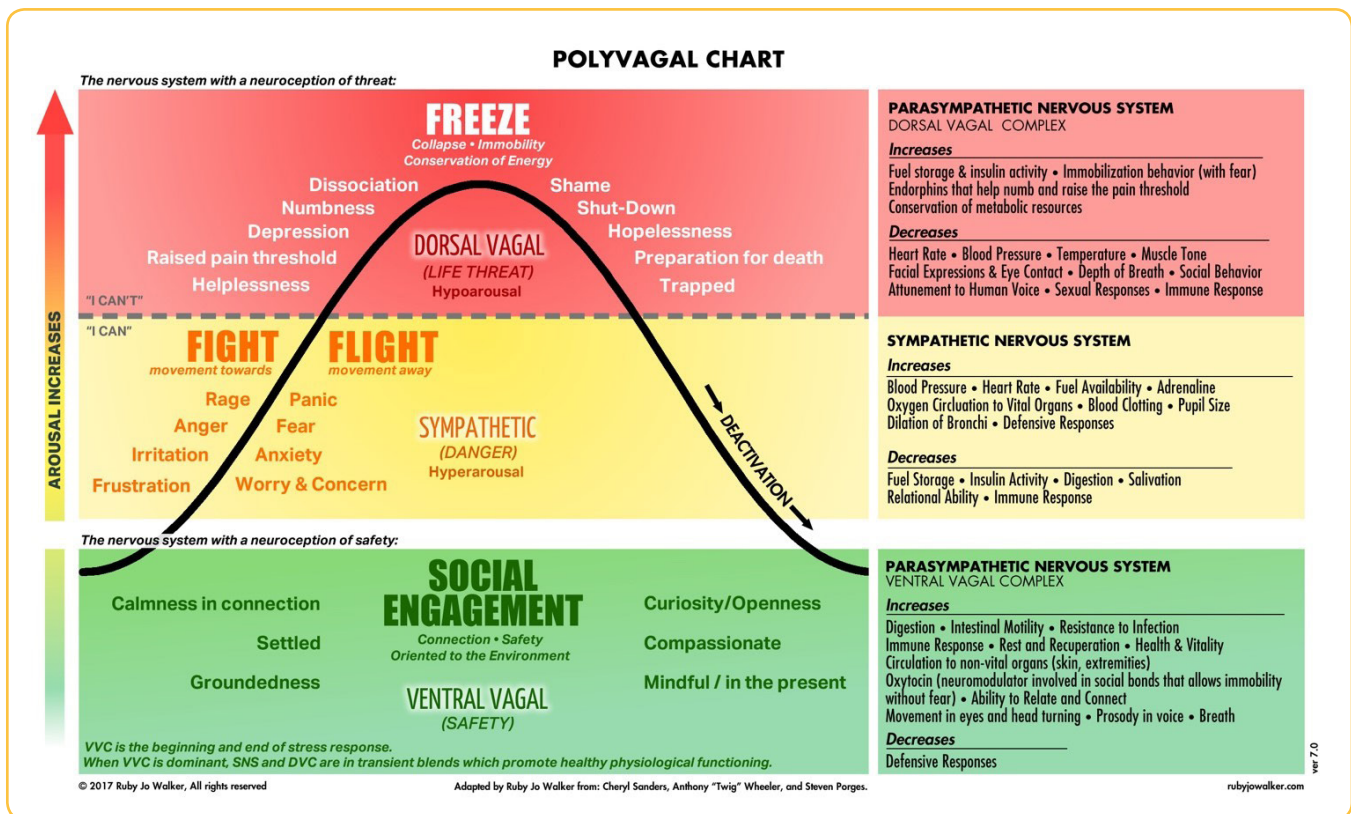 POLYVAGAL CHART
The nervous system with a neuroception of threat:
AROUSAL INCREASES
FREEZE
Collapse • Immobility
Conservation of Energy
Dissociation
Numbness
Depression
Raised pain threshold
Helplessness
Shame
Shut-Down
Hopelessness
Preparation for death
Trapped
DORSAL VAGAL
(LIFE THREAT)
Hypoarousal
"I CAN'T"
"I CAN"
FIGHT
movement towards
FLIGHT
movement away
Rage
Anger
Irritation
Frustration
Panic
Fear
Anxiety
Worry & Concern
SYMPATHETIC
(DANGER)
Hyperarousal
DEACTIVATION
The nervous system with a neuroception of safety:
SOCIAL
ENGAGEMENT
Connection • Safety
Oriented to the Environment
Calmness in connection
Settled
Groundedness
Curiosity/Openness
Compassionate
Mindful / in the present
VENTRAL VAGAL
(SAFETY)
VVC is the beginning and end of stress response.
When VVC is dominant, SNS and DVC are in transient blends which promote healthy physiological functioning.
PARASYMPATHETIC NERVOUS SYSTEM
DORSAL VAGAL COMPLEX
Increases
Fuel storage & insulin activity • Immobilization behavior (with fear)
Endorphins that help numb and raise the pain threshold
Conservation of metabolic resources
Decreases
Heart Rate • Blood Pressure • Temperature • Muscle Tone
Facial Expressions & Eye Contact • Depth of Breath • Social Behavior
Attunement to Human Voice • Sexual Responses • Immune Response
SYMPATHETIC NERVOUS SYSTEM
Increases
Blood Pressure • Heart Rate • Fuel Availability • Adrenaline
Oxygen Circluation to Vital Organs • Blood Clotting • Pupil Size
Dilation of Bronchi • Defensive Responses
Decreases
Fuel Storage • Insulin Activity • Digestion • Salivation
Relational Ability • Immune Response
PARASYMPATHETIC NERVOUS SYSTEM
VENTRAL VAGAL COMPLEX
Increases
Digestion • Intestinal Motility • Resistance to Infection
Immune Response • Rest and Recuperation • Health & Vitality
Circulation to non-vital organs (skin, extremities)
Oxytocin (neuromodulator involved in social bonds that allows immobility
without fear) • Ability to Relate and Connect
Movement in eyes and head turning • Prosody in voice • Breath
Decreases
Defensive Responses
ver 7.0
© 2017 Ruby Jo Walker, All rights reserved
Adapted by Ruby Jo Walker from: Cheryl Sanders, Anthony "Twig" Wheeler, and Steven Porges.
rubyjowalker.com